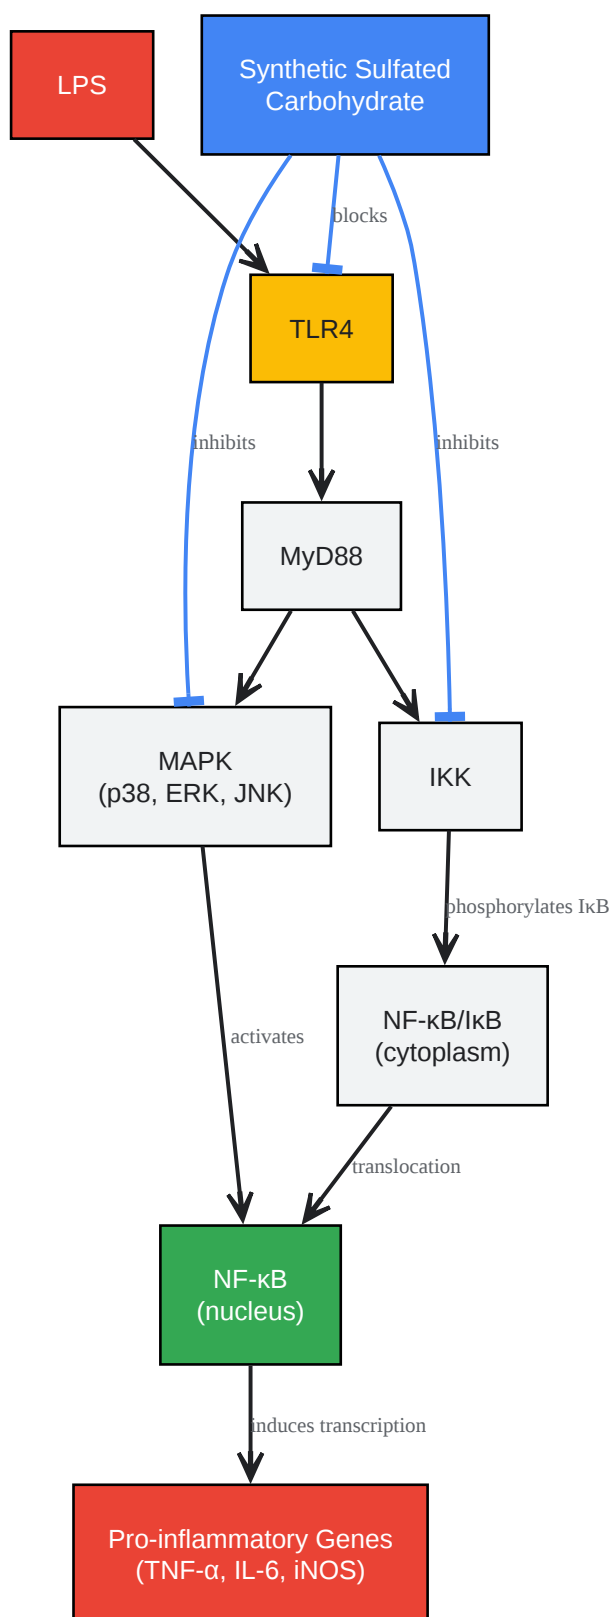 LPS
Synthetic Sulfated
Carbohydrate
blocks
TLR4
inhibits
inhibits
MyD88
MAPK
(p38, ERK, JNK)
IKK
phosphorylates IκB
NF-κB/IκB
(cytoplasm)
activates
translocation
NF-κB
(nucleus)
induces transcription
Pro-inflammatory Genes
(TNF-α, IL-6, iNOS)